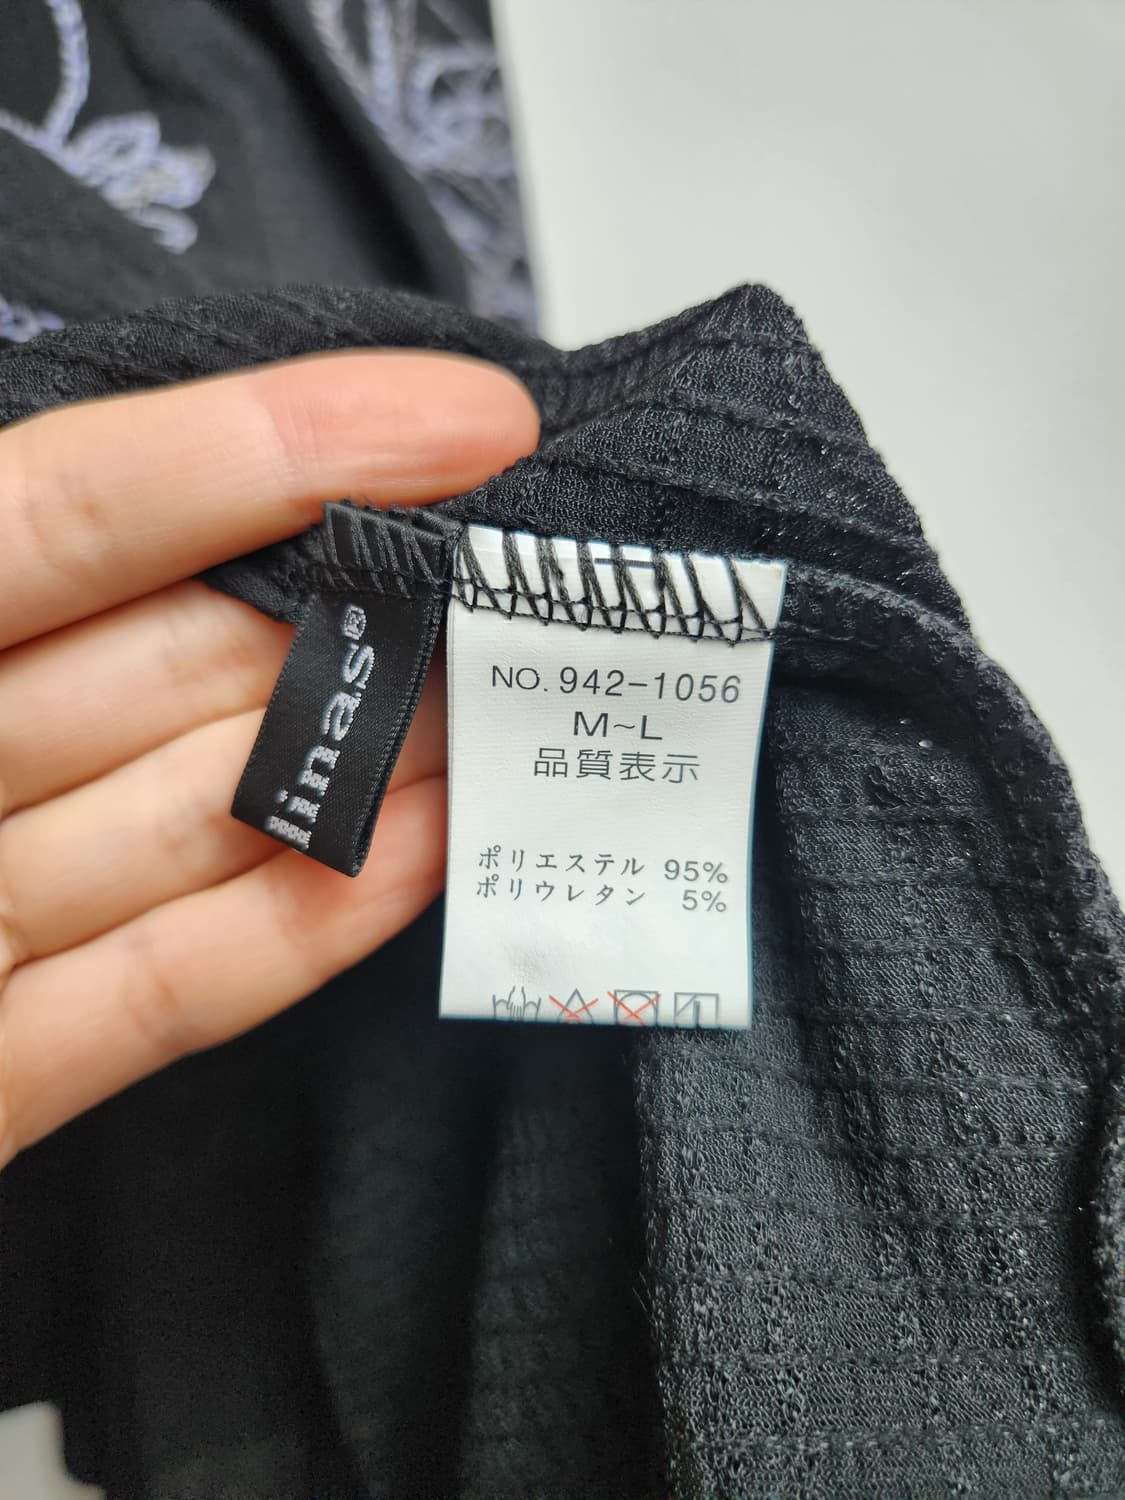 linas®
NO. 942-1056
M~L
品質表示
ポリエステル 95%
ポリウレタン 5%